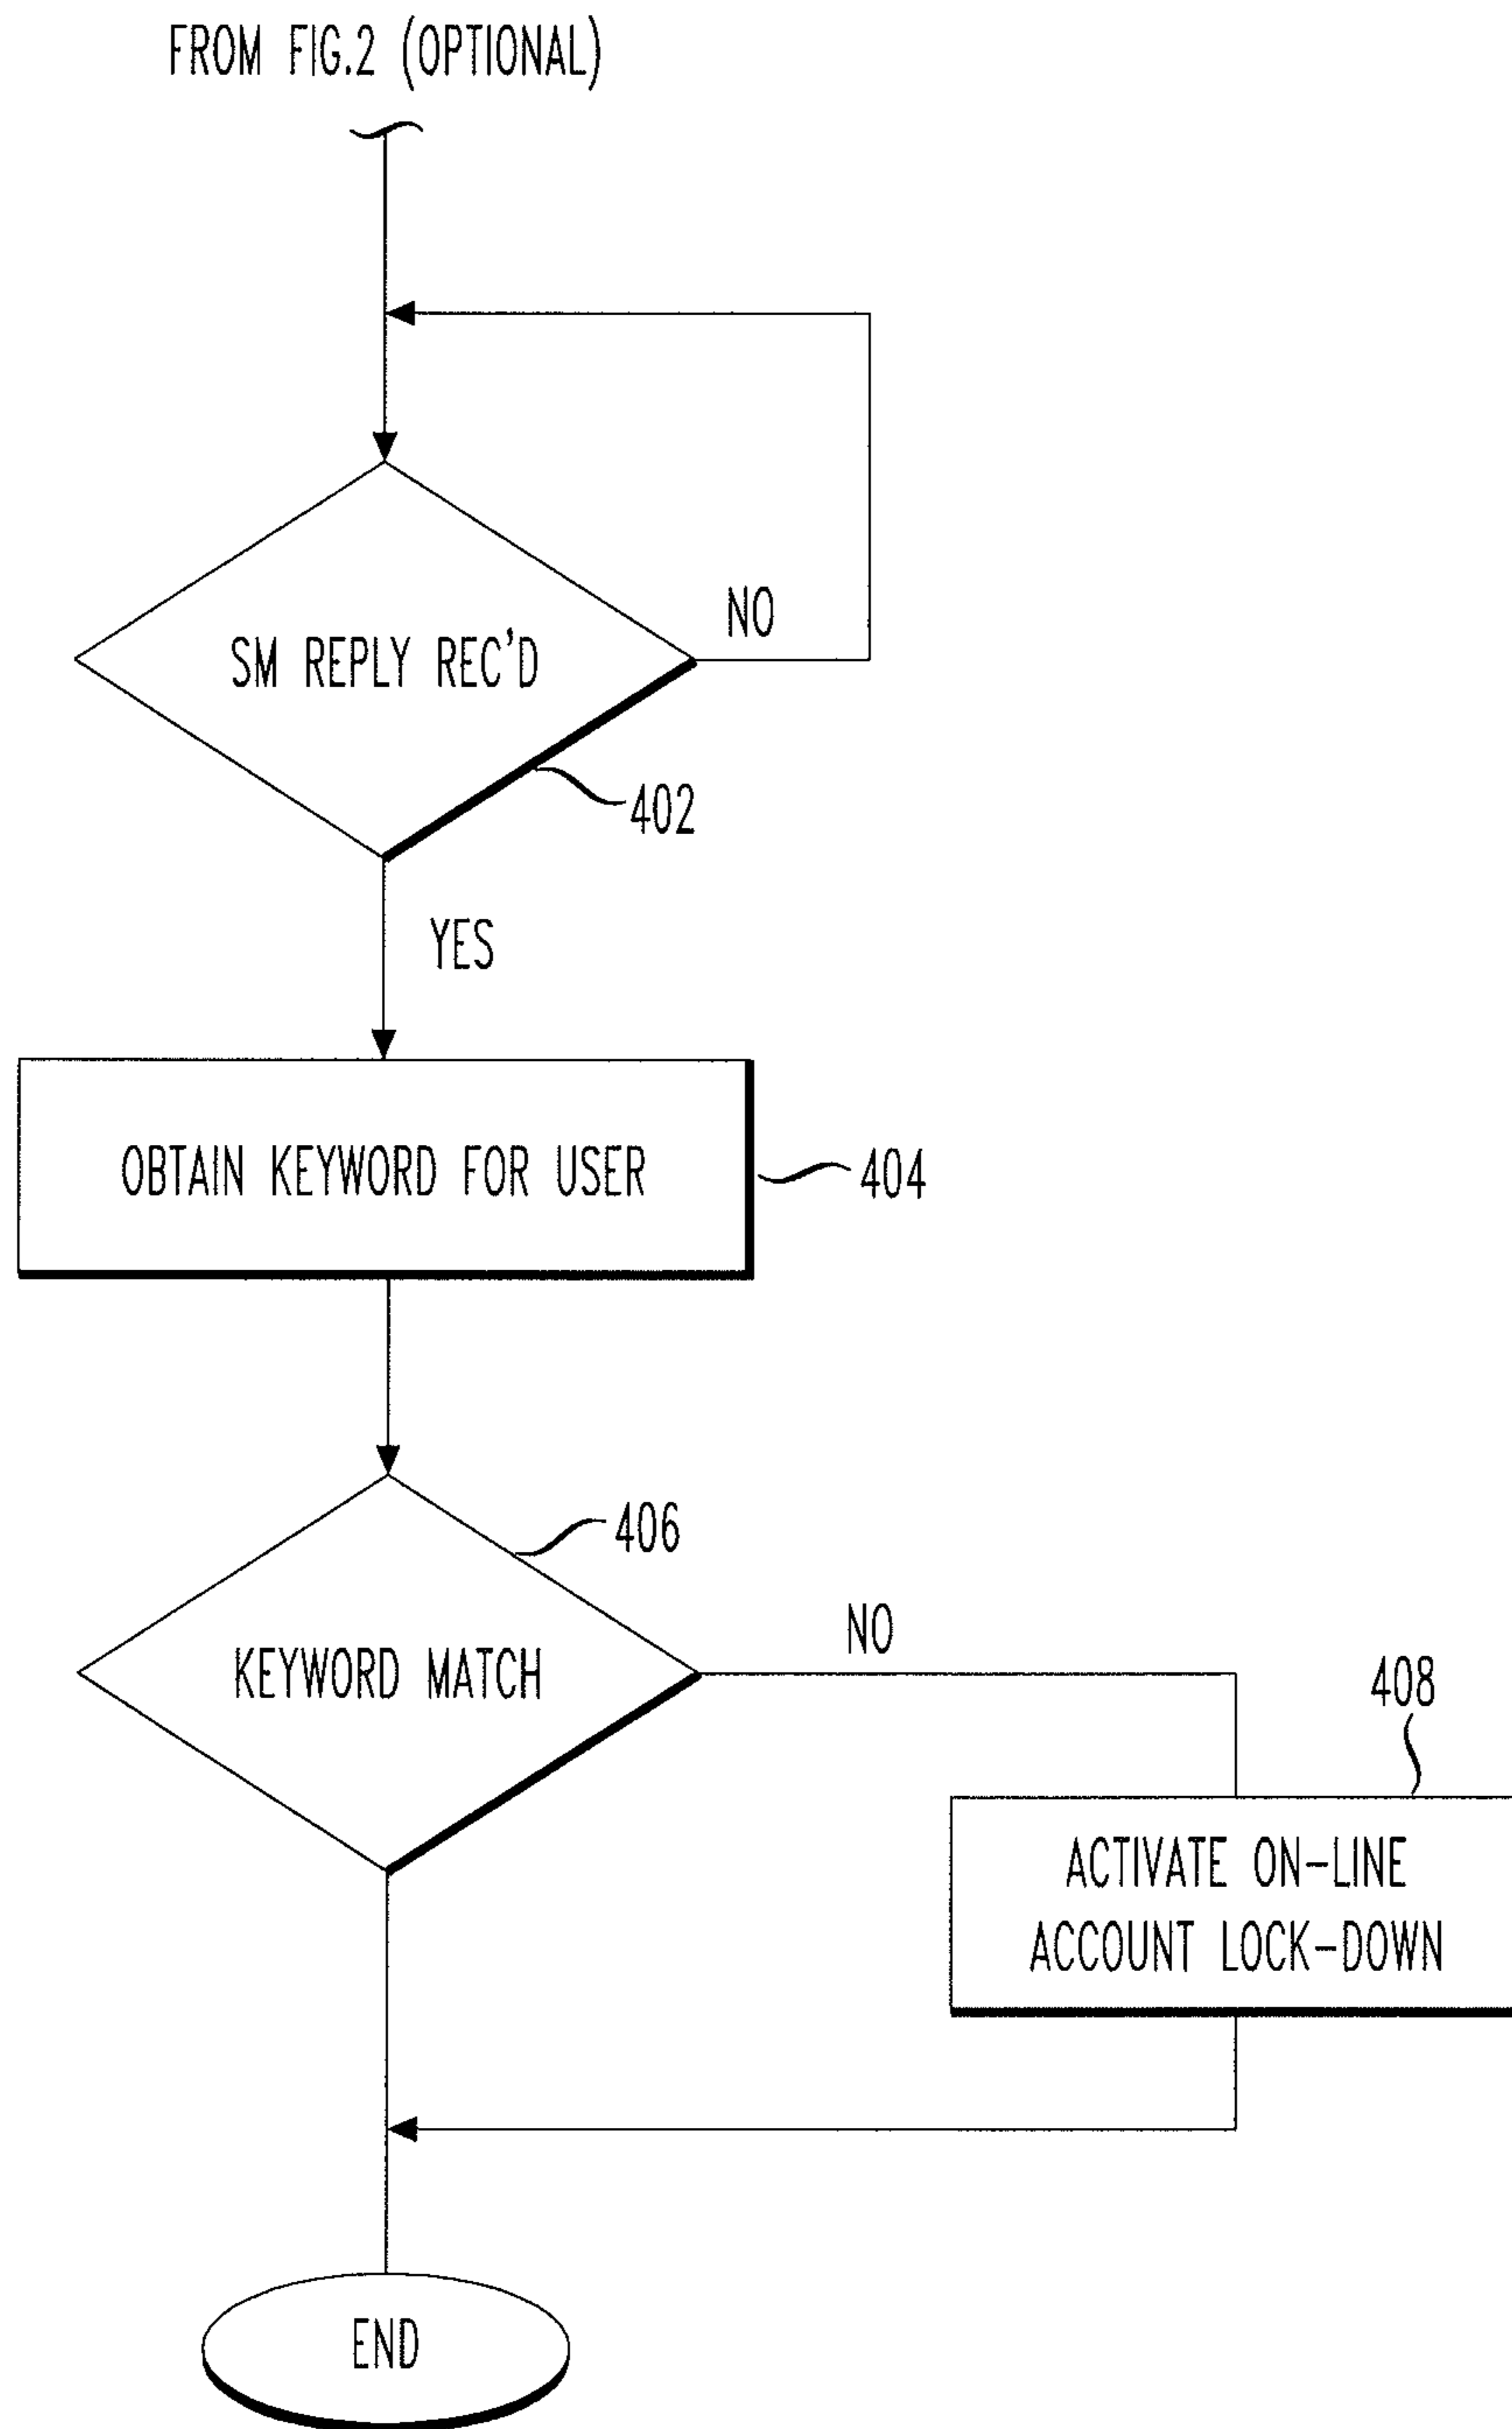 FROM FIG.2 (OPTIONAL)
NO
SM REPLY REC'D
402
YES
OBTAIN KEYWORD FOR USER
404
406
NO
KEYWORD MATCH
408
ACTIVATE ON-LINE
ACCOUNT LOCK-DOWN
END